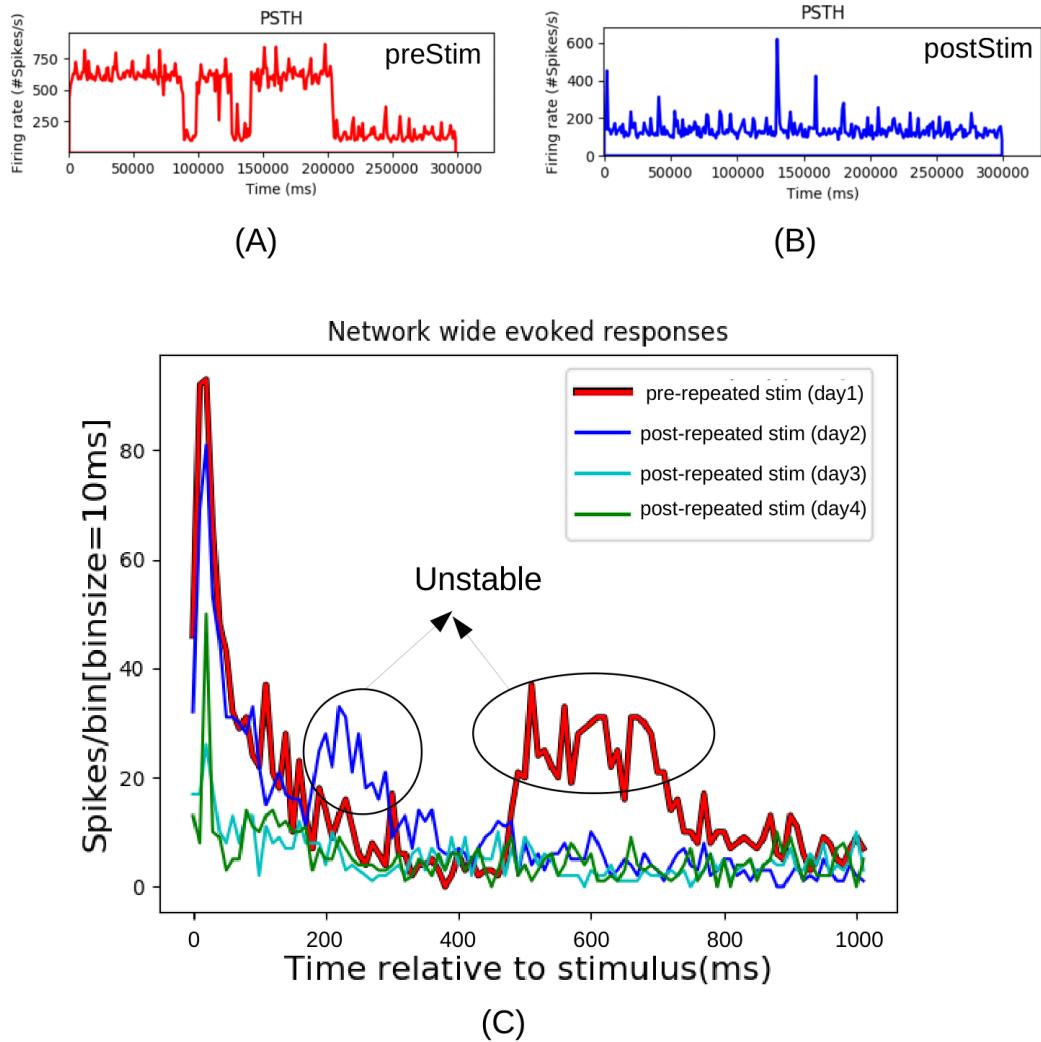 PSTH
preStim
Firing rate (#Spikes/s)
750
500
250
0 50000 100000 150000 200000 250000 300000
Time (ms)
(A)
PSTH
postStim
Firing rate (#Spikes/s)
600
400
200
0
0 50000 100000 150000 200000 250000 300000
Time (ms)
(B)
Network wide evoked responses
pre-repeated stim (day1)
post-repeated stim (day2)
post-repeated stim (day3)
post-repeated stim (day4)
Unstable
Spikes/bin[binsize=10ms]
80
60
40
20
0
0 200 400 600 800 1000
Time relative to stimulus(ms)
(C)